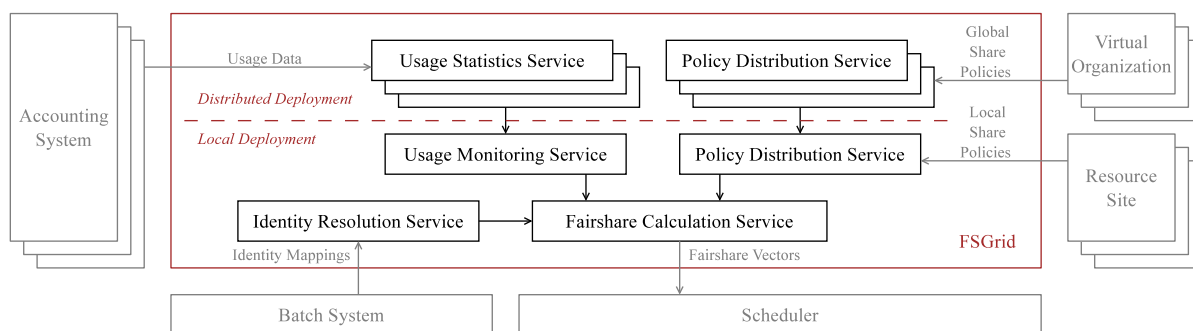 Accounting
System
Usage Data
Usage Statistics Service
Policy Distribution Service
Global
Share
Policies
Virtual
Organization
Distributed Deployment
Local Deployment
Usage Monitoring Service
Policy Distribution Service
Local
Share
Policies
Resource
Site
Identity Resolution Service
Fairshare Calculation Service
FSGrid
Identity Mappings
Fairshare Vectors
Batch System
Scheduler